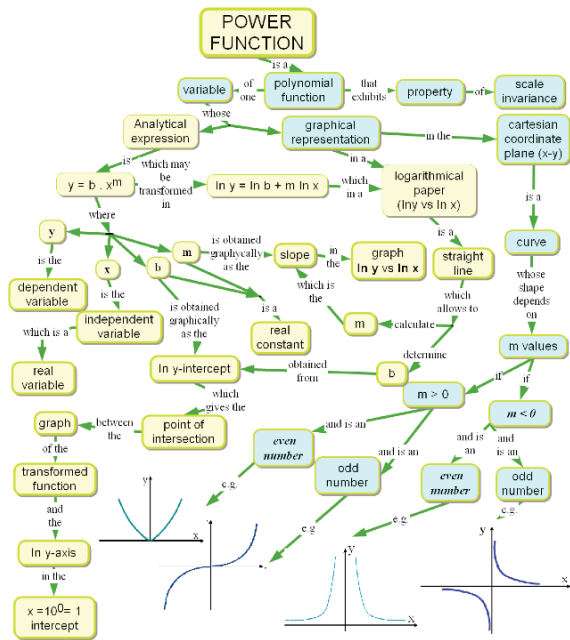 POWER
FUNCTION
is a
variable
of
one
polynomial
function
that
exhibits
property
of
scale
invariance
whose
Analytical
expression
graphical
representation
in the
cartesian
coordinate
plane (x-y)
is
which may
be
transformed
in
in a
y = b . xm
ln y = ln b + m ln x
which
in a
logarithmical
paper
(lny vs ln x)
is a
where
is a
y
m
is obtained
graphycally
as the
slope
in the
graph
ln y vs ln x
straight
line
curve
x
b
is the
dependent
variable
is the
which is
the
which
allows to
whose
shape
depends
on
is obtained
graphically
as the
is a
m
calculate
independent
variable
real
constant
which is a
m values
determine
real
variable
ln y-intercept
obtained
from
b
if
if
m > 0
which
gives the
m < 0
graph
between
the
point of
intersection
and is an
and is
an
and
is an
of the
even
number
and is an
transformed
function
odd
number
even
number
odd
number
and
the
e.g.
e.g
e.g.
e.g.
y
x
y
y
ln y-axis
in the
x =10⁰= 1
intercept
x
x